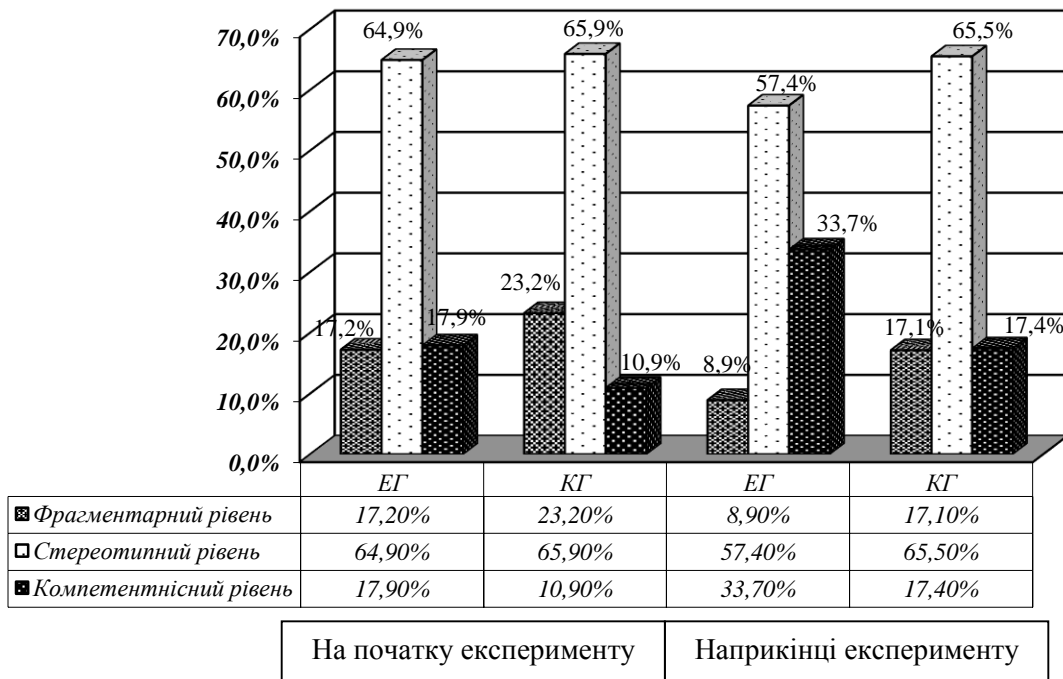 70,0%
60,0%
50,0%
40,0%
30,0%
20,0%
10,0%
0,0%
64,9% 65,9% 57,4% 65,5%
17,2% 17,9% 23,2% 10,9% 8,9% 33,7% 17,1% 17,4%
ЕГ КГ ЕГ КГ
Фрагментарний рівень 17,20% 23,20% 8,90% 17,10%
Стереотипний рівень 64,90% 65,90% 57,40% 65,50%
Компетентнісний рівень 17,90% 10,90% 33,70% 17,40%
На початку експерименту Наприкінці експерименту